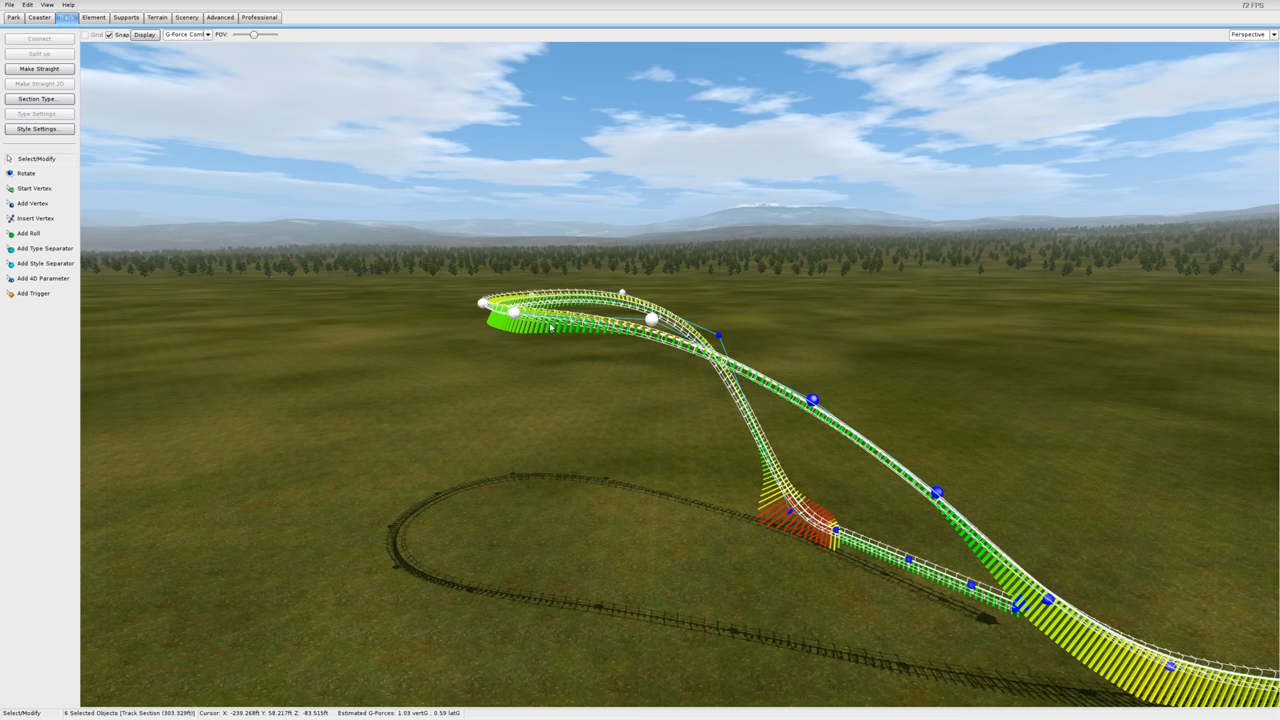 File Edit View Help 72 FPS
Park Coaster Track Element Supports Terrain Scenery Advanced Professional
Grid Snap Display G-Force Com FOV: Perspective
Connect
Split up
Make Straight
Make Straight 2D
Section Type...
Type Settings...
Style Settings...
Select/Modify
Rotate
Start Vertex
Add Vertex
Insert Vertex
Add Roll
Add Type Separator
Add Style Separator
Add 4D Parameter
Add Trigger
Select/Modify 6 Selected Objects [Track Section (303.329ft)] Cursor: X: -239.268ft Y: 58.217ft Z: -83.515ft Estimated G-Forces: 1.03 vertG ; 0.59 latG